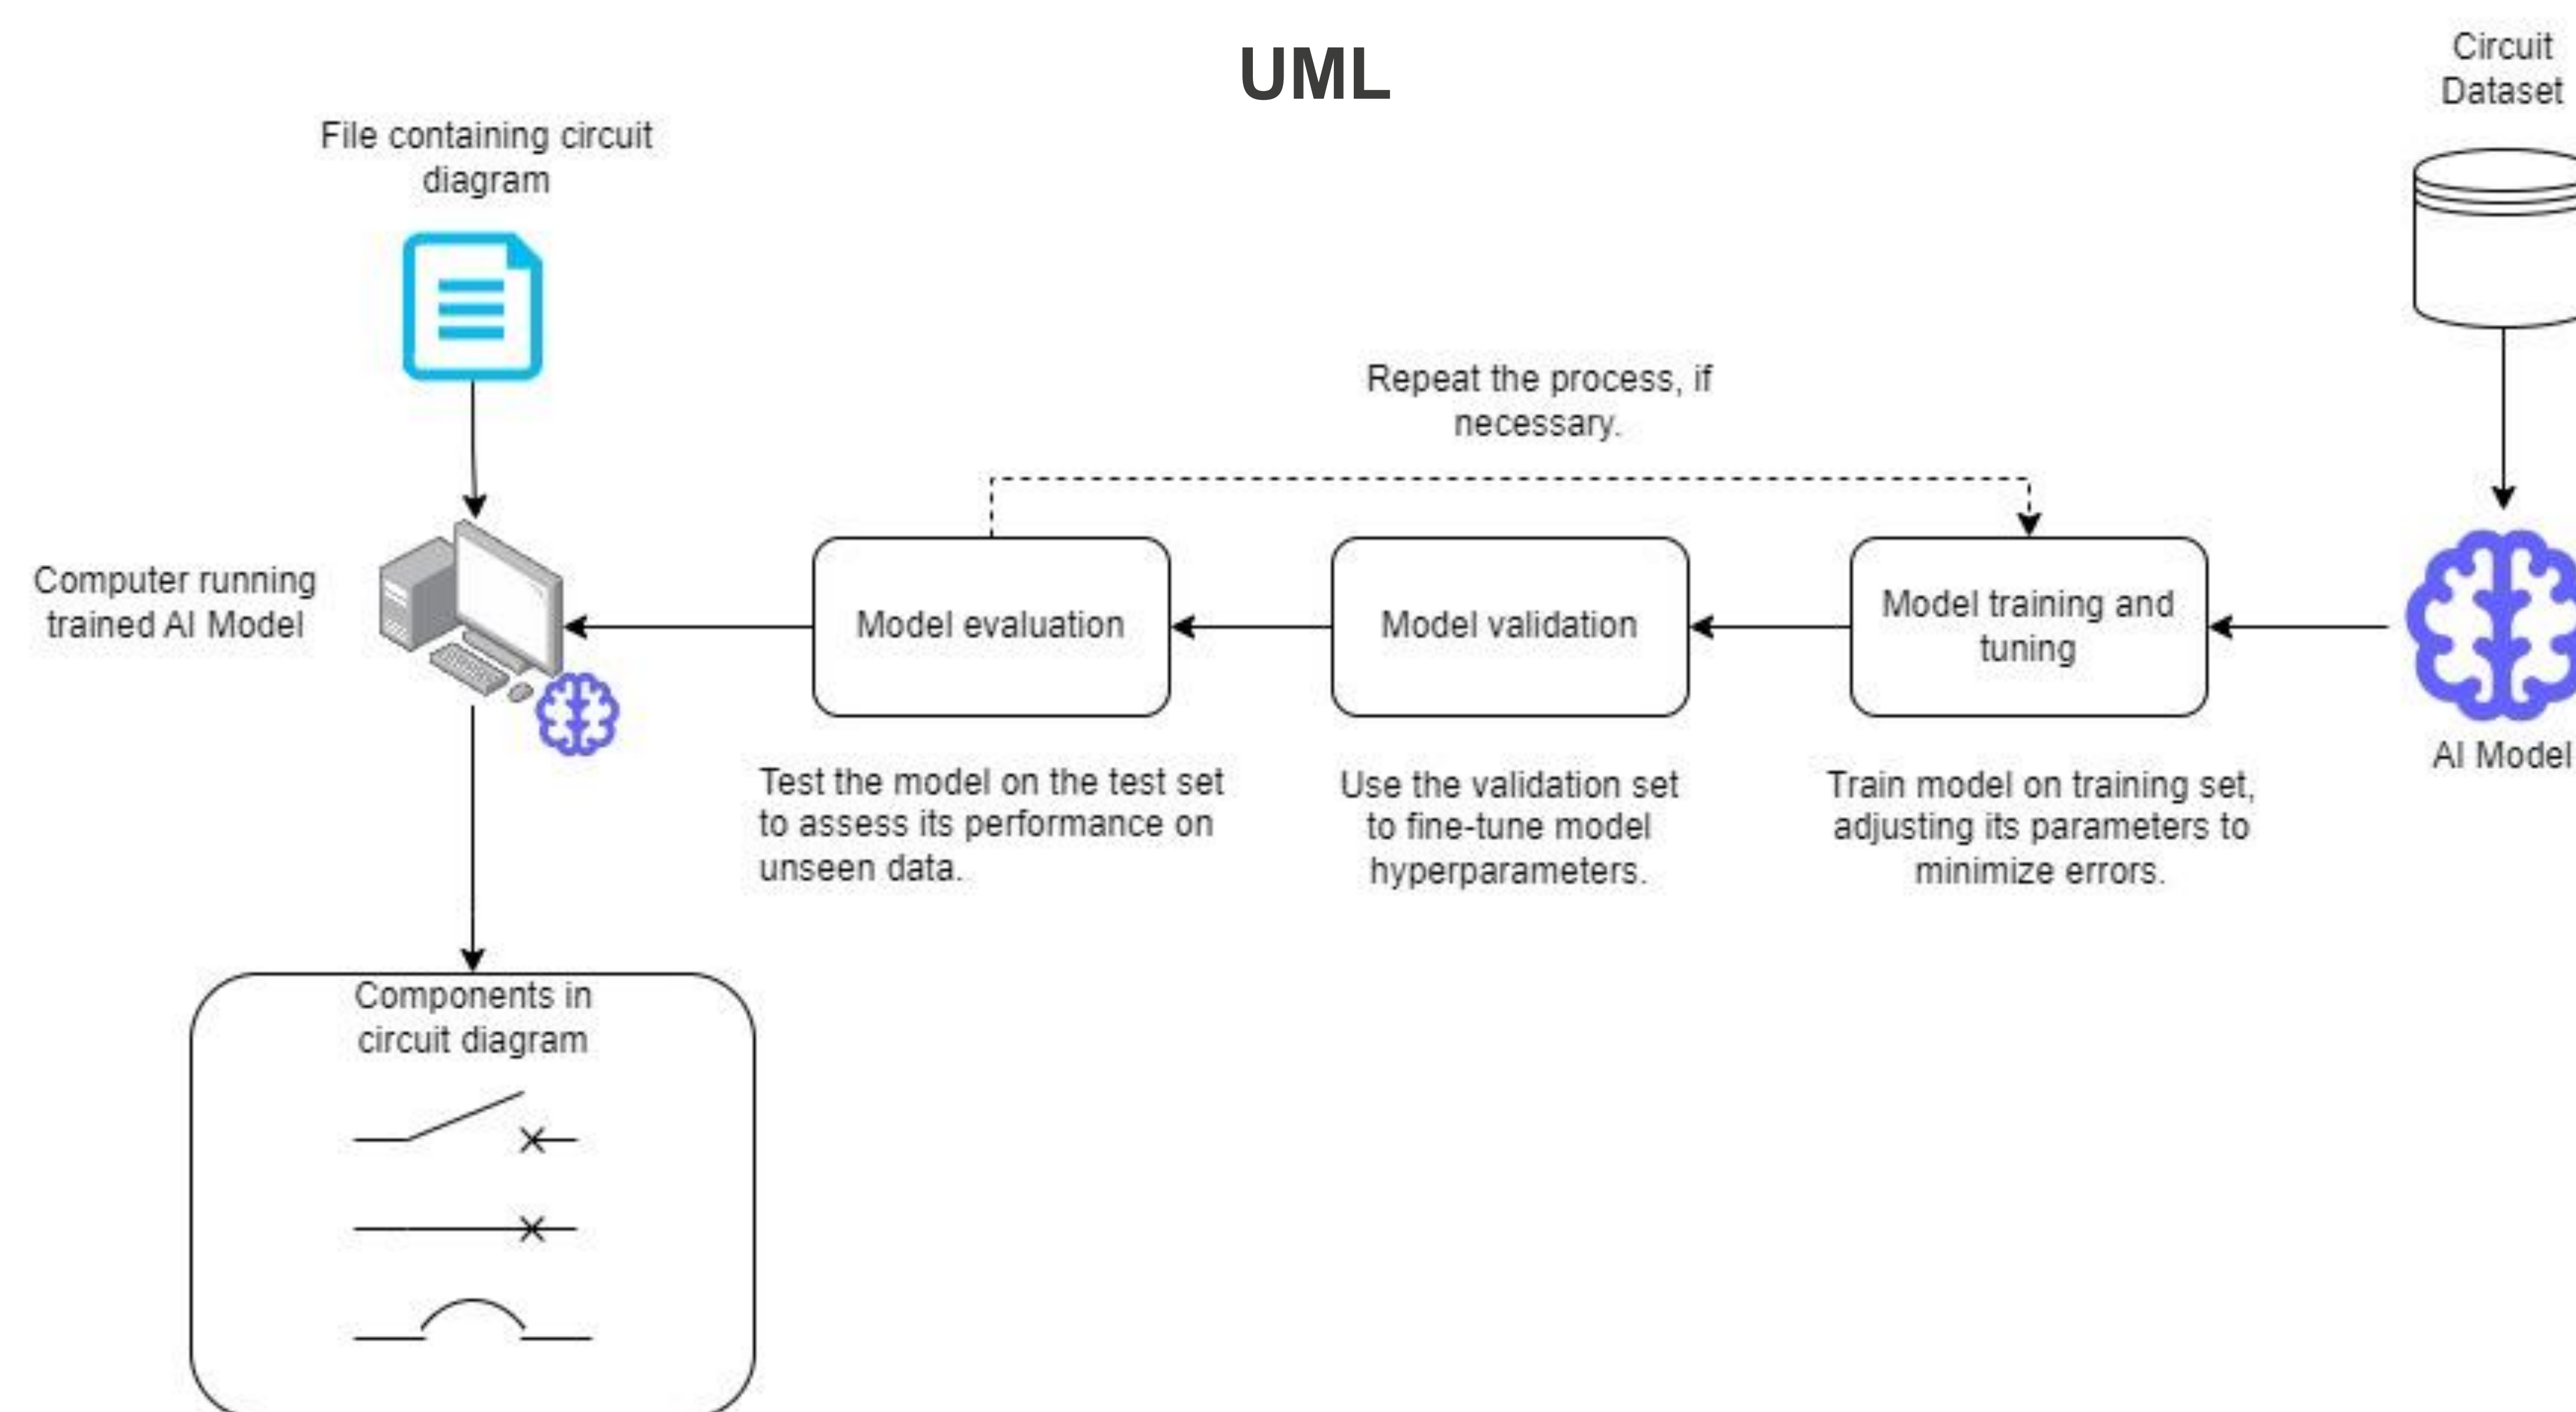 UML
Circuit
Dataset
File containing circuit
diagram
Repeat the process, if
necessary.
Computer running
trained AI Model
Model evaluation
Model validation
Model training and
tuning
AI Model
Test the model on the test set
to assess its performance on
unseen data.
Use the validation set
to fine-tune model
hyperparameters.
Train model on training set,
adjusting its parameters to
minimize errors.
Components in
circuit diagram